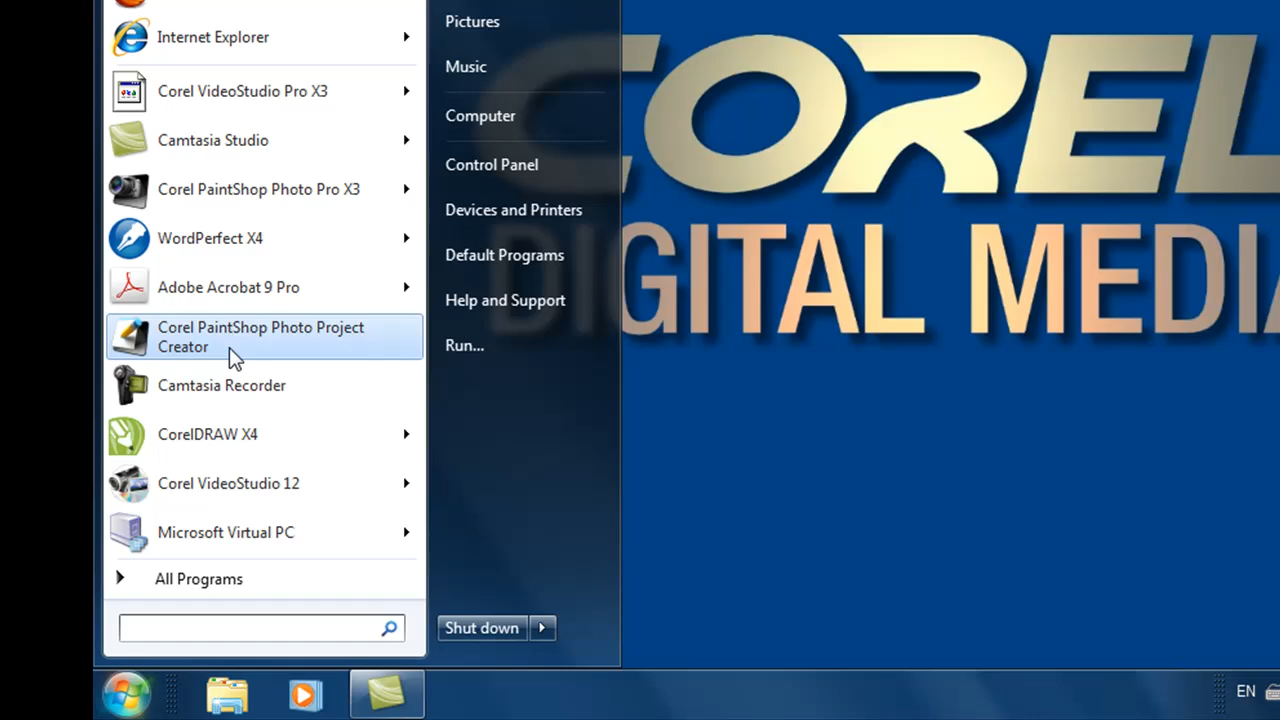 Internet Explorer
Corel VideoStudio Pro X3
Camtasia Studio
Corel PaintShop Photo Pro X3
WordPerfect X4
Adobe Acrobat 9 Pro
Corel PaintShop Photo Project
Creator
Camtasia Recorder
CorelDRAW X4
Corel VideoStudio 12
Microsoft Virtual PC
All Programs
Pictures
Music
Computer
Control Panel
Devices and Printers
Default Programs
Help and Support
Run...
Shut down
COREL
DIGITAL MEDIA
EN